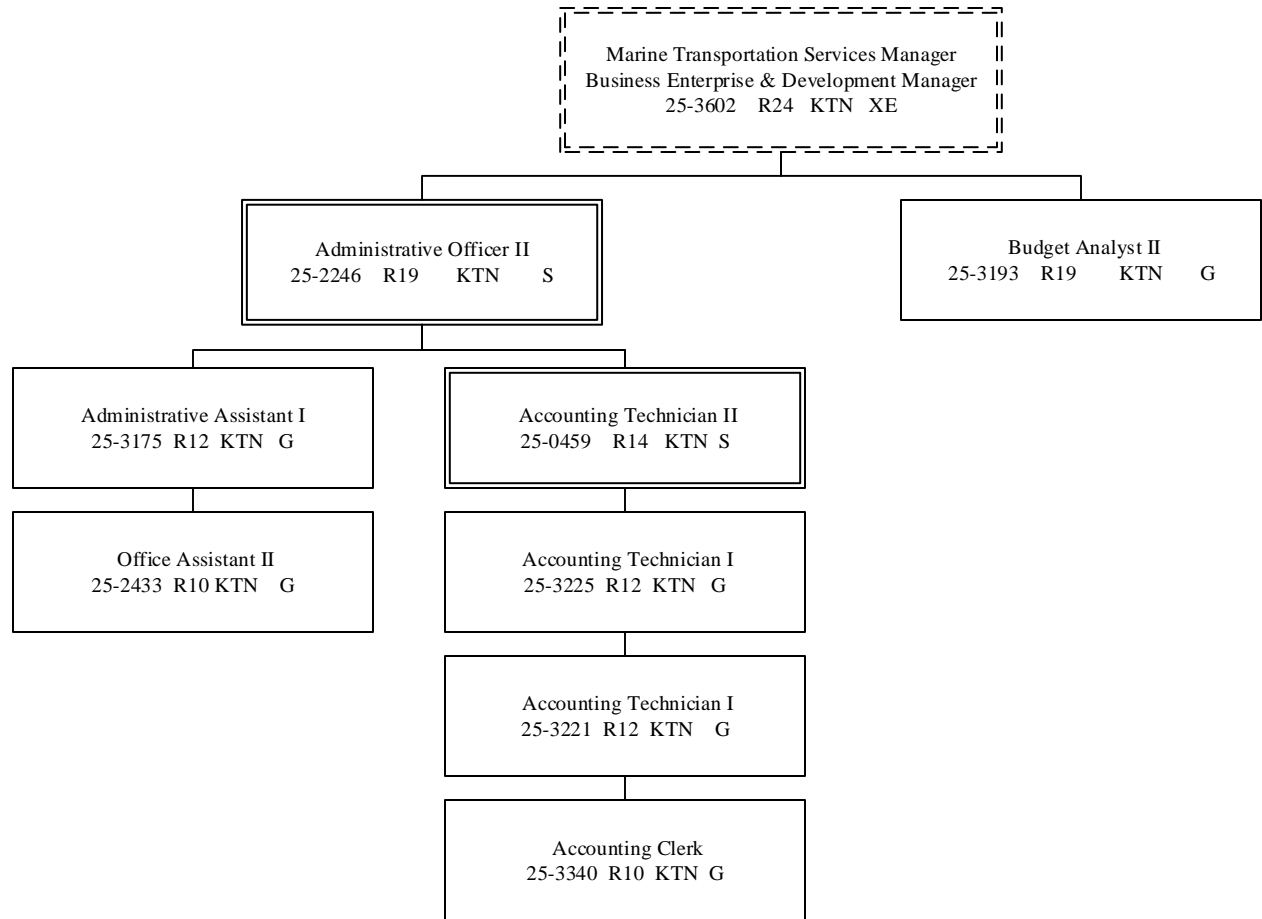 Marine Transportation Services Manager
Business Enterprise & Development Manager
25-3602 R24 KTN XE
Administrative Officer II
25-2246 R19 KTN S
Budget Analyst II
25-3193 R19 KTN G
Administrative Assistant I
25-3175 R12 KTN G
Accounting Technician II
25-0459 R14 KTN S
Office Assistant II
25-2433 R10 KTN G
Accounting Technician I
25-3225 R12 KTN G
Accounting Technician I
25-3221 R12 KTN G
Accounting Clerk
25-3340 R10 KTN G